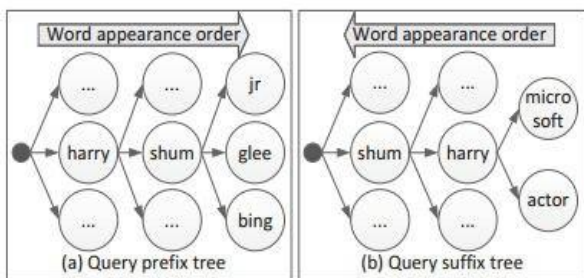 Word appearance order
...
...
jr
harry
shum
glee
...
...
bing
(a) Query prefix tree
Word appearance order
...
...
micro
soft
shum
harry
actor
...
...
(b) Query suffix tree